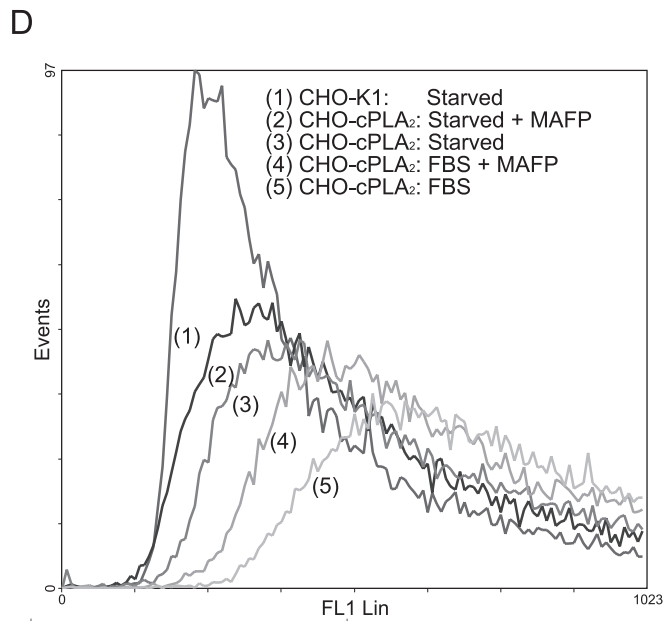 D
97
(1) CHO-K1: Starved
(2) CHO-cPLA₂: Starved + MAFP
(3) CHO-cPLA₂: Starved
(4) CHO-cPLA₂: FBS + MAFP
(5) CHO-cPLA₂: FBS
Events
(1)
(2)
(3)
(4)
(5)
0
0
FL1 Lin
1023